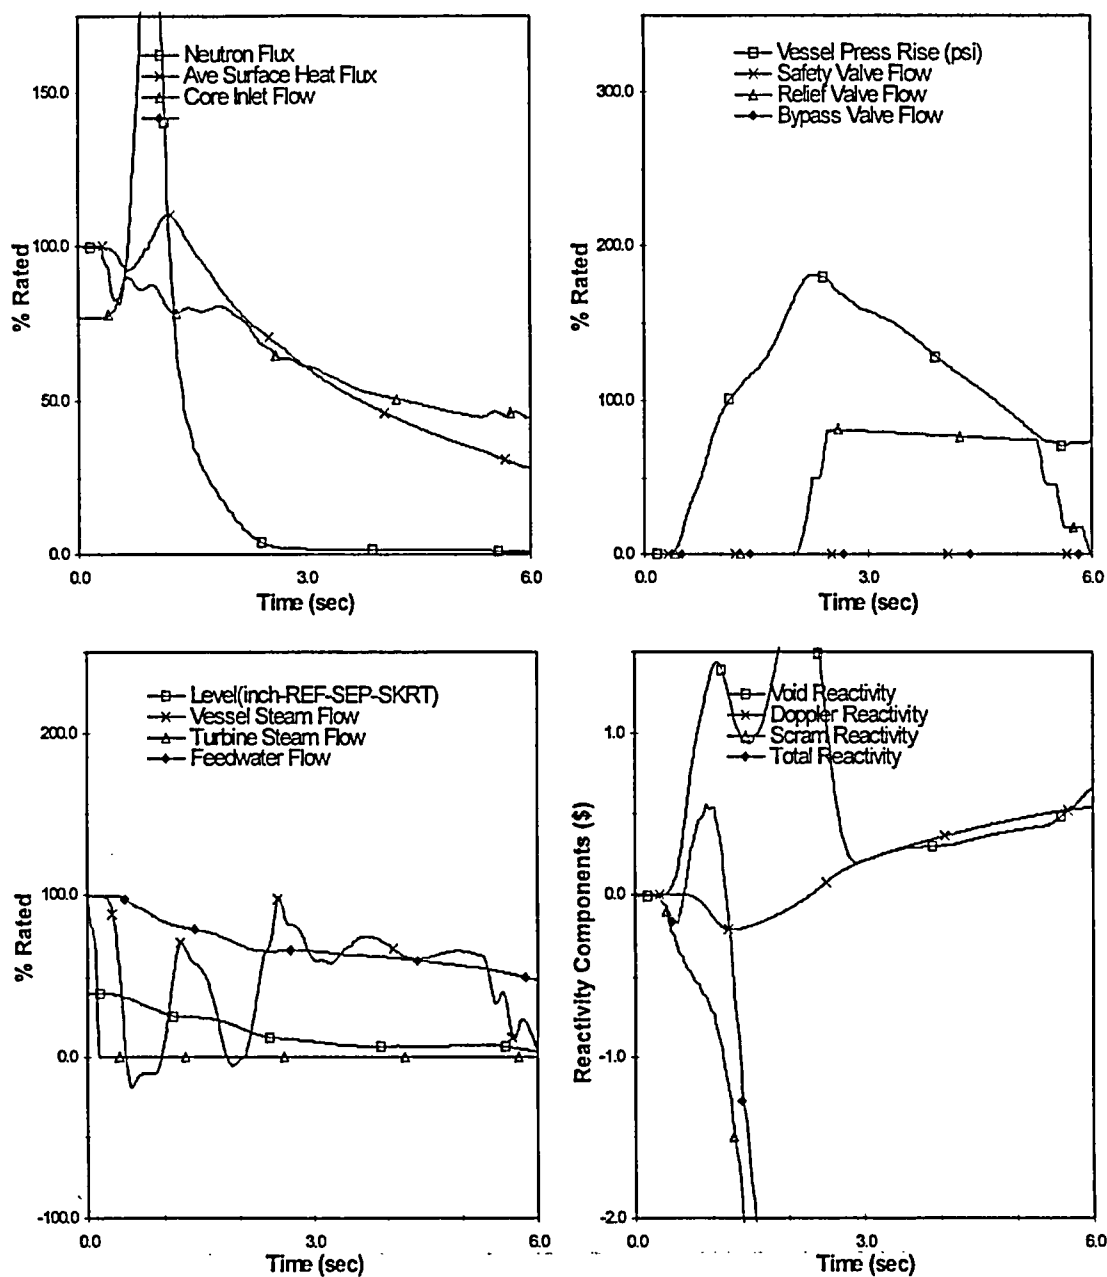 Neutron Flux
Ave Surface Heat Flux
Core Inlet Flow
150.0
100.0
50.0
0.0
% Rated
0.0 3.0 6.0
Time (sec)
Vessel Press Rise (psi)
Safety Valve Flow
Relief Valve Flow
Bypass Valve Flow
300.0
200.0
100.0
0.0
% Rated
0.0 3.0 6.0
Time (sec)
Level(inch-REF-SEP-SKRT)
Vessel Steam Flow
Turbine Steam Flow
Feedwater Flow
200.0
100.0
0.0
-100.0
% Rated
0.0 3.0 6.0
Time (sec)
Void Reactivity
Doppler Reactivity
Scram Reactivity
Total Reactivity
1.0
0.0
-1.0
-2.0
Reactivity Components ($)
0.0 3.0 6.0
Time (sec)